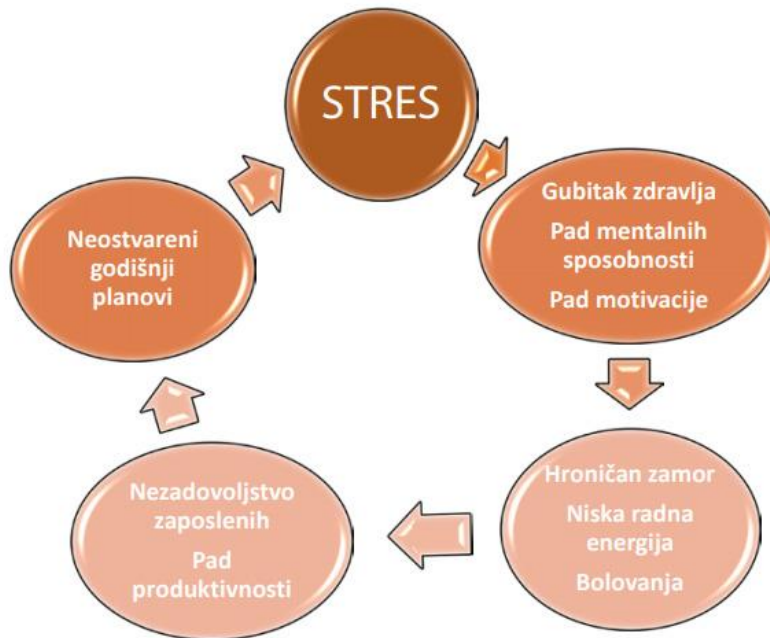 STRES
Gubitak zdravlja
Pad mentalnih
sposobnosti
Pad motivacije
Hroničan zamor
Niska radna
energija
Bolovanja
Nezadovoljstvo
zaposlenih
Pad
produktivnosti
Neostvareni
godišnji
planovi